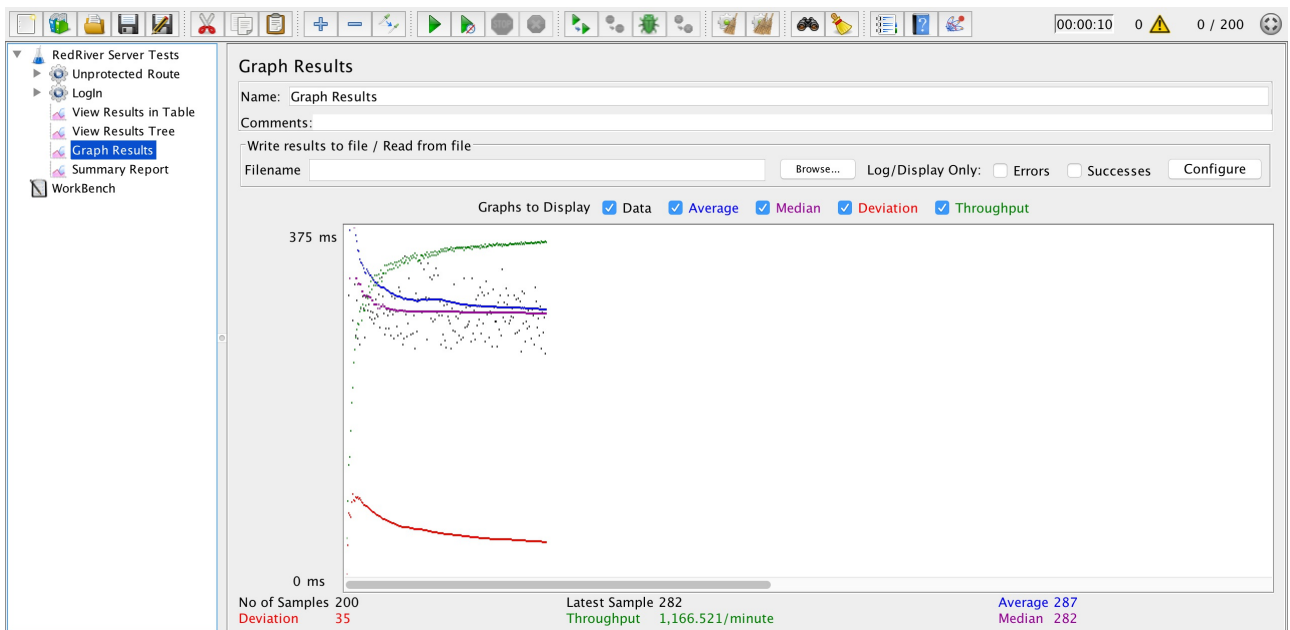 00:00:10 0 0 / 200
RedRiver Server Tests
Unprotected Route
LogIn
View Results in Table
View Results Tree
Graph Results
Summary Report
WorkBench
Graph Results
Name: Graph Results
Comments:
Write results to file / Read from file
Filename Browse... Log/Display Only: Errors Successes Configure
Graphs to Display Data Average Median Deviation Throughput
375 ms
0 ms
No of Samples 200 Latest Sample 282 Average 287
Deviation 35 Throughput 1,166.521/minute Median 282